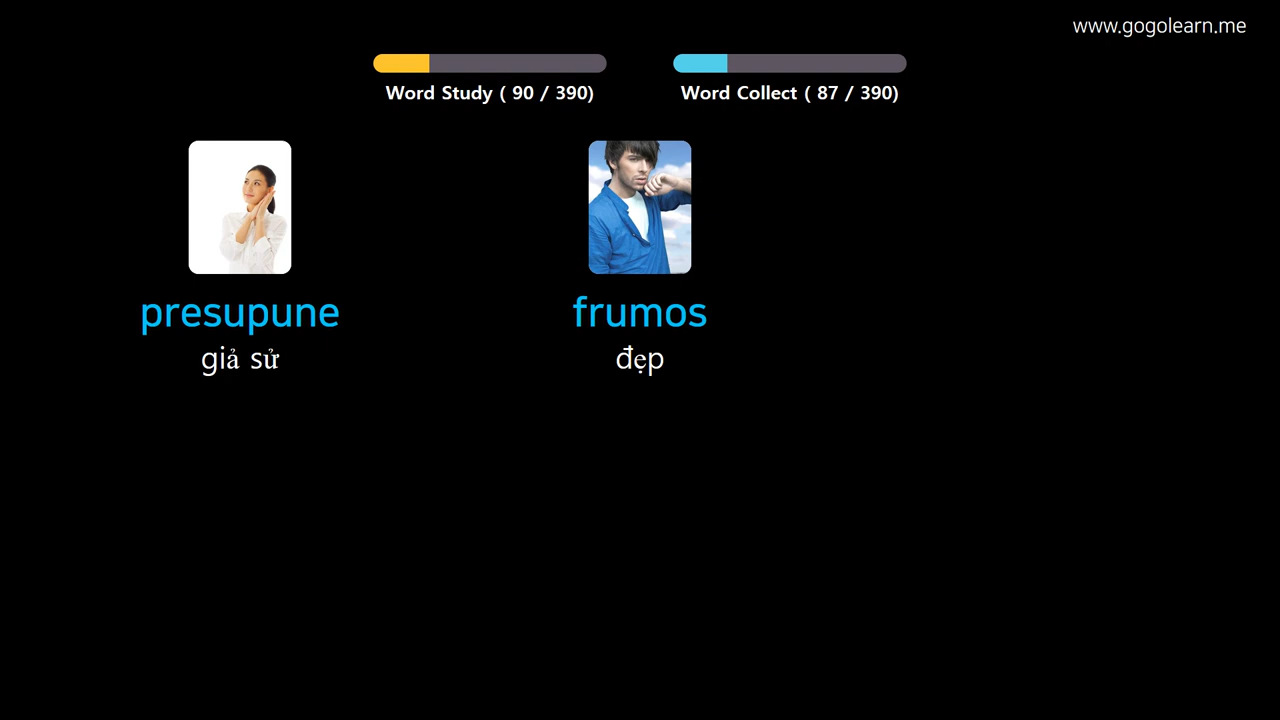 www.gogolearn.me
Word Study ( 90 / 390)
Word Collect ( 87 / 390)
presupune
giả sử
frumos
đẹp